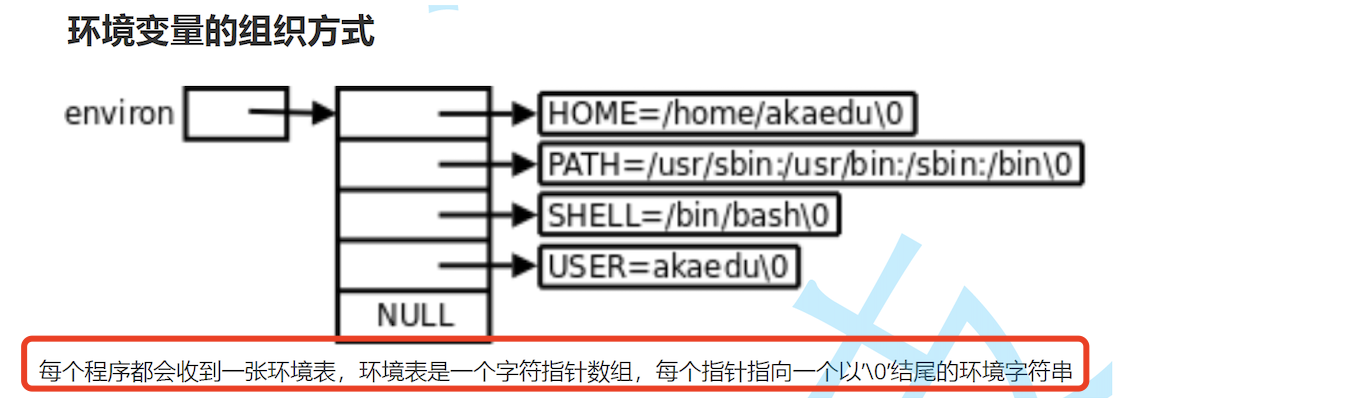 环境变量的组织方式
environ
HOME=/home/akaedu\0
PATH=/usr/sbin:/usr/bin:/sbin:/bin\0
SHELL=/bin/bash\0
USER=akaedu\0
NULL
每个程序都会收到一张环境表，环境表是一个字符指针数组，每个指针指向一个以'\0'结尾的环境字符串